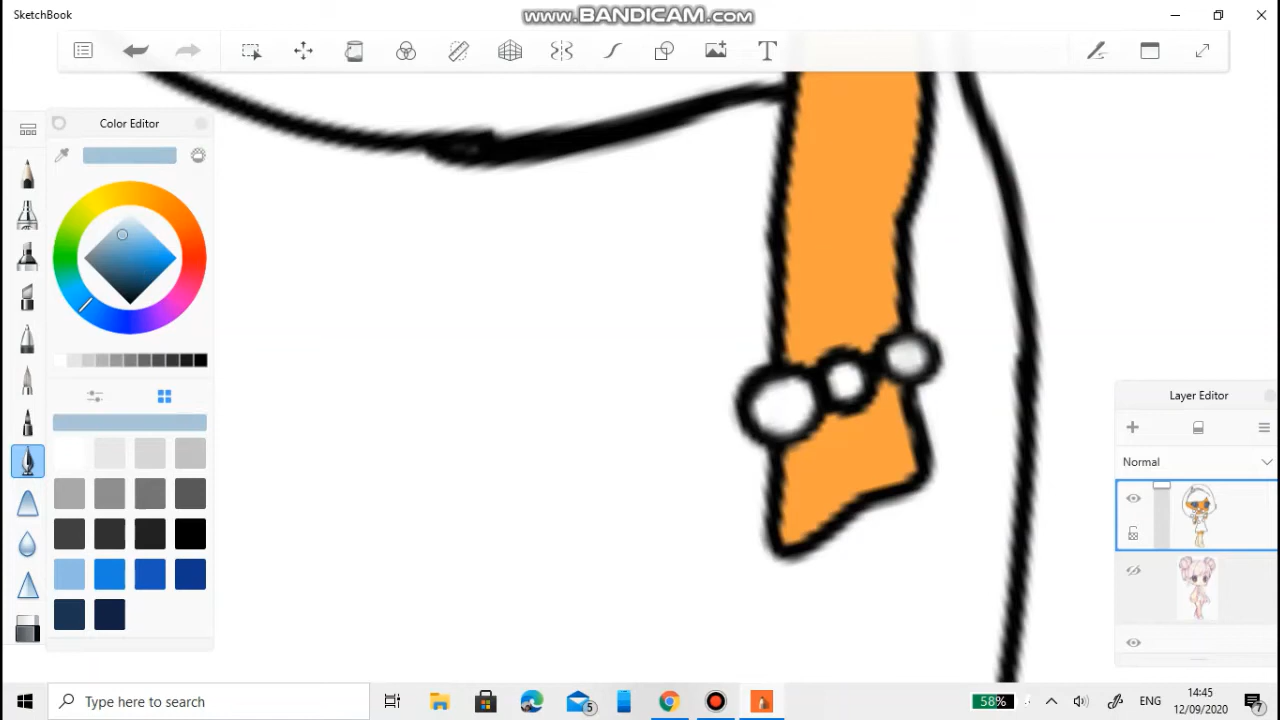 SketchBook
www.BANDICAM.com
T
Color Editor
Layer Editor
Normal
Type here to search
5
58%
ENG
14:45
12/09/2020
7